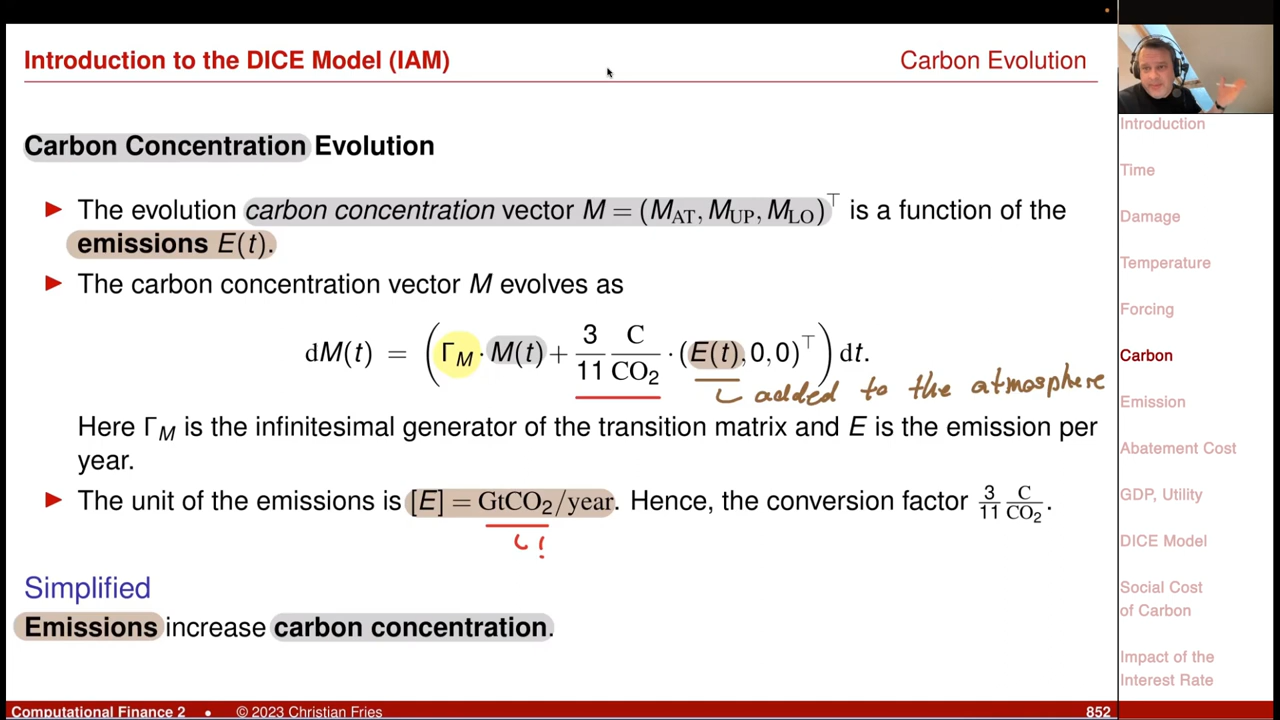 Introduction to the DICE Model (IAM)
Carbon Evolution
Carbon Concentration Evolution
▶ The evolution carbon concentration vector M = (M_AT, M_UP, M_LO)^⊤ is a function of the
emissions E(t).
▶ The carbon concentration vector M evolves as
dM(t) = (Γ_M · M(t) + 3/11 C/CO₂ · (E(t),0,0)^⊤) dt.
added to the atmosphere
Here Γ_M is the infinitesimal generator of the transition matrix and E is the emission per
year.
▶ The unit of the emissions is [E] = GtCO₂/year. Hence, the conversion factor 3/11 C/CO₂.
!
Simplified
Emissions increase carbon concentration.
Computational Finance 2 • © 2023 Christian Fries
852
Introduction
Time
Damage
Temperature
Forcing
Carbon
Emission
Abatement Cost
GDP, Utility
DICE Model
Social Cost
of Carbon
Impact of the
Interest Rate